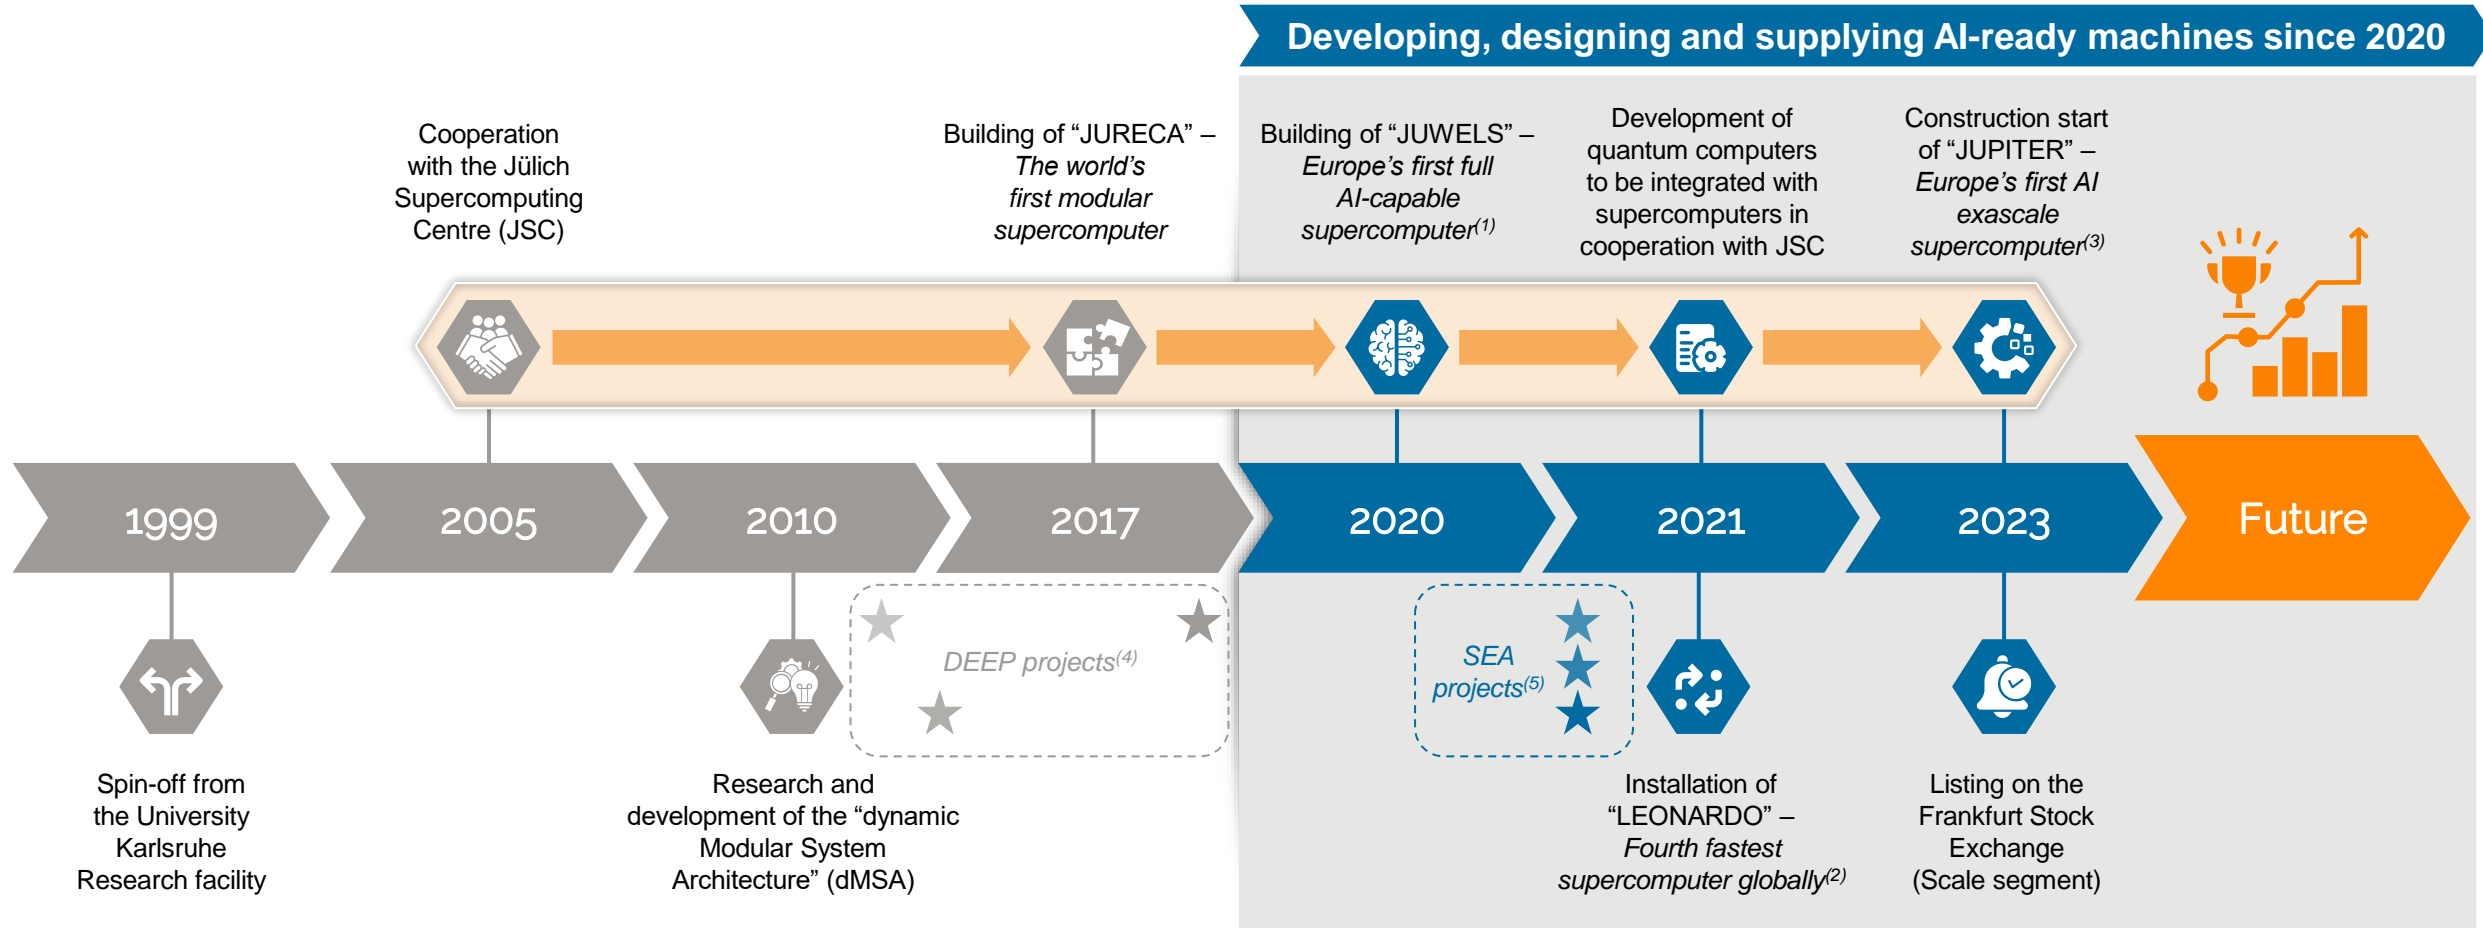 Developing, designing and supplying AI-ready machines since 2020
Cooperation
with the Jülich
Supercomputing
Centre (JSC)
Building of “JURECA” –
The world’s
first modular
supercomputer
Building of “JUWELS” –
Europe’s first full
AI-capable
supercomputer(1)
Development of
quantum computers
to be integrated with
supercomputers in
cooperation with JSC
Construction start
of “JUPITER” –
Europe’s first AI
exascale
supercomputer(3)
1999
2005
2010
2017
2020
2021
2023
Future
DEEP projects(4)
SEA
projects(5)
Spin-off from
the University
Karlsruhe
Research facility
Research and
development of the “dynamic
Modular System
Architecture” (dMSA)
Installation of
“LEONARDO” –
Fourth fastest
supercomputer globally(2)
Listing on the
Frankfurt Stock
Exchange
(Scale segment)